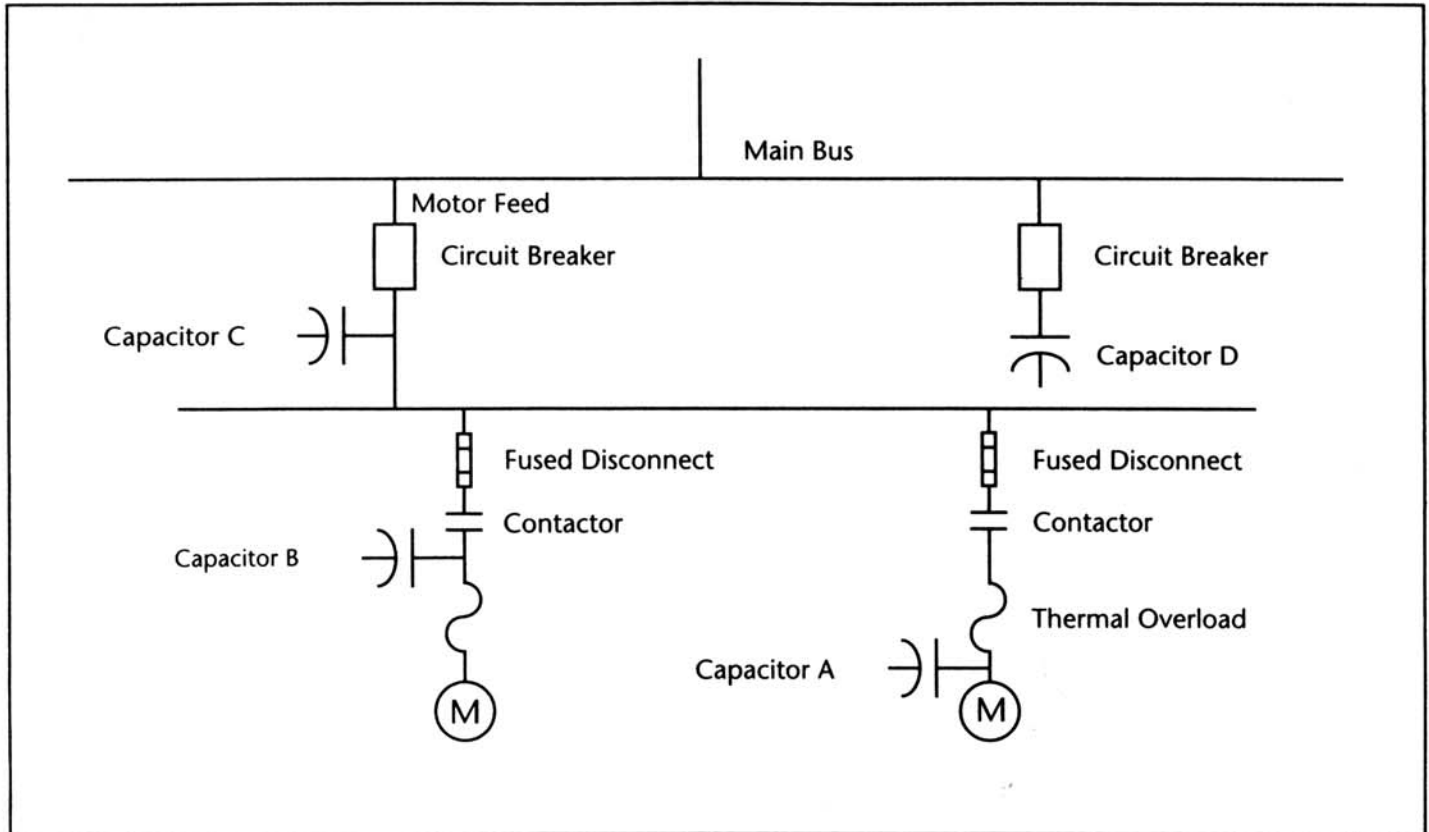 Main Bus
Motor Feed
Circuit Breaker
Circuit Breaker
Capacitor C
Capacitor D
Fused Disconnect
Fused Disconnect
Contactor
Contactor
Capacitor B
Thermal Overload
Capacitor A
M
M